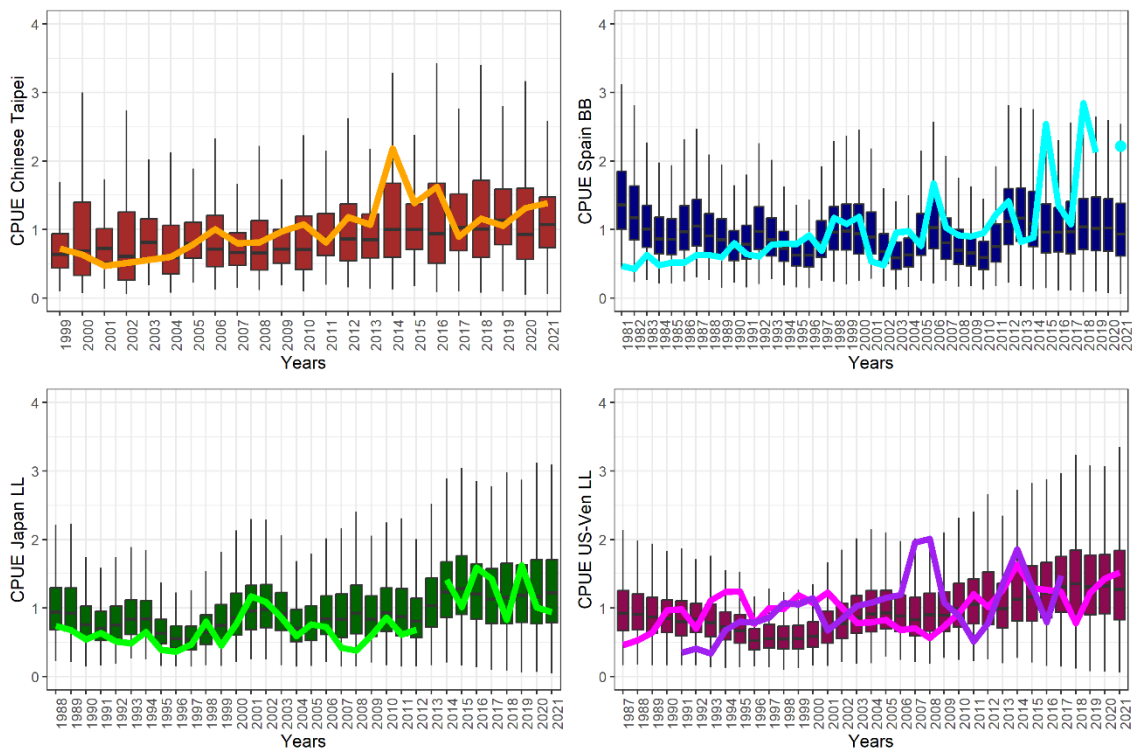 CPUE Chinese Taipei
4
3
2
1
0
1999 2000 2001 2002 2003 2004 2005 2006 2007 2008 2009 2010 2011 2012 2013 2014 2015 2016 2017 2018 2019 2020 2021
Years
CPUE Spain BB
4
3
2
1
0
1981 1982 1983 1984 1985 1986 1987 1988 1989 1990 1991 1992 1993 1994 1995 1996 1997 1998 1999 2000 2001 2002 2003 2004 2005 2006 2007 2008 2009 2010 2011 2012 2013 2014 2015 2016 2017 2018 2019 2020 2021
Years
CPUE Japan LL
4
3
2
1
0
1988 1989 1990 1991 1992 1993 1994 1995 1996 1997 1998 1999 2000 2001 2002 2003 2004 2005 2006 2007 2008 2009 2010 2011 2012 2013 2014 2015 2016 2017 2018 2019 2020 2021
Years
CPUE US-Ven LL
4
3
2
1
0
1987 1988 1989 1990 1991 1992 1993 1994 1995 1996 1997 1998 1999 2000 2001 2002 2003 2004 2005 2006 2007 2008 2009 2010 2011 2012 2013 2014 2015 2016 2017 2018 2019 2020 2021
Years